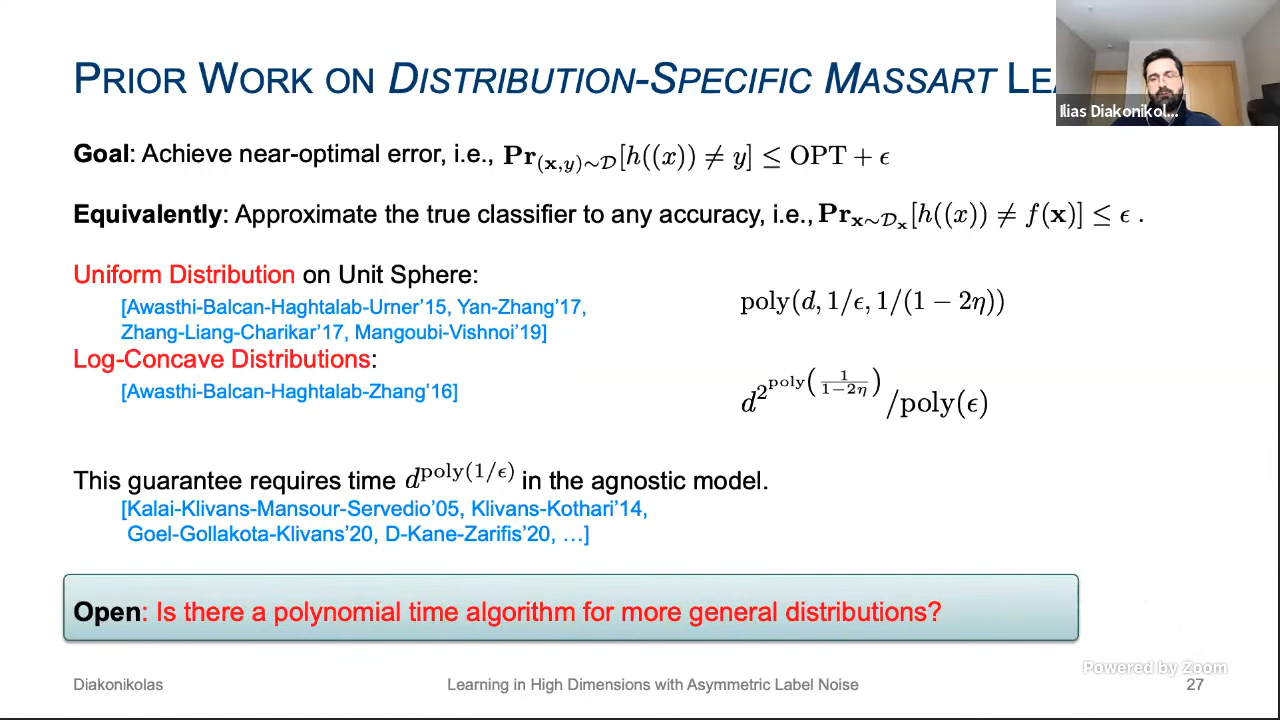 PRIOR WORK ON DISTRIBUTION-SPECIFIC MASSART LEA
Ilias Diakonikol...
Goal: Achieve near-optimal error, i.e., Pr_{(x,y)∼𝒟}[h((x)) ≠ y] ≤ OPT + ϵ
Equivalently: Approximate the true classifier to any accuracy, i.e., Pr_{x∼𝒟_x}[h((x)) ≠ f(x)] ≤ ϵ .
Uniform Distribution on Unit Sphere:
[Awasthi-Balcan-Haghtalab-Urner’15, Yan-Zhang’17,
Zhang-Liang-Charikar’17, Mangoubi-Vishnoi’19]
poly(d, 1/ϵ, 1/(1 − 2η))
Log-Concave Distributions:
[Awasthi-Balcan-Haghtalab-Zhang’16]
d^{2^{poly(1/(1−2η))}}/poly(ϵ)
This guarantee requires time d^{poly(1/ϵ)} in the agnostic model.
[Kalai-Klivans-Mansour-Servedio’05, Klivans-Kothari’14,
Goel-Gollakota-Klivans’20, D-Kane-Zarifis’20, …]
Open: Is there a polynomial time algorithm for more general distributions?
Powered by Zoom
Diakonikolas
Learning in High Dimensions with Asymmetric Label Noise
27